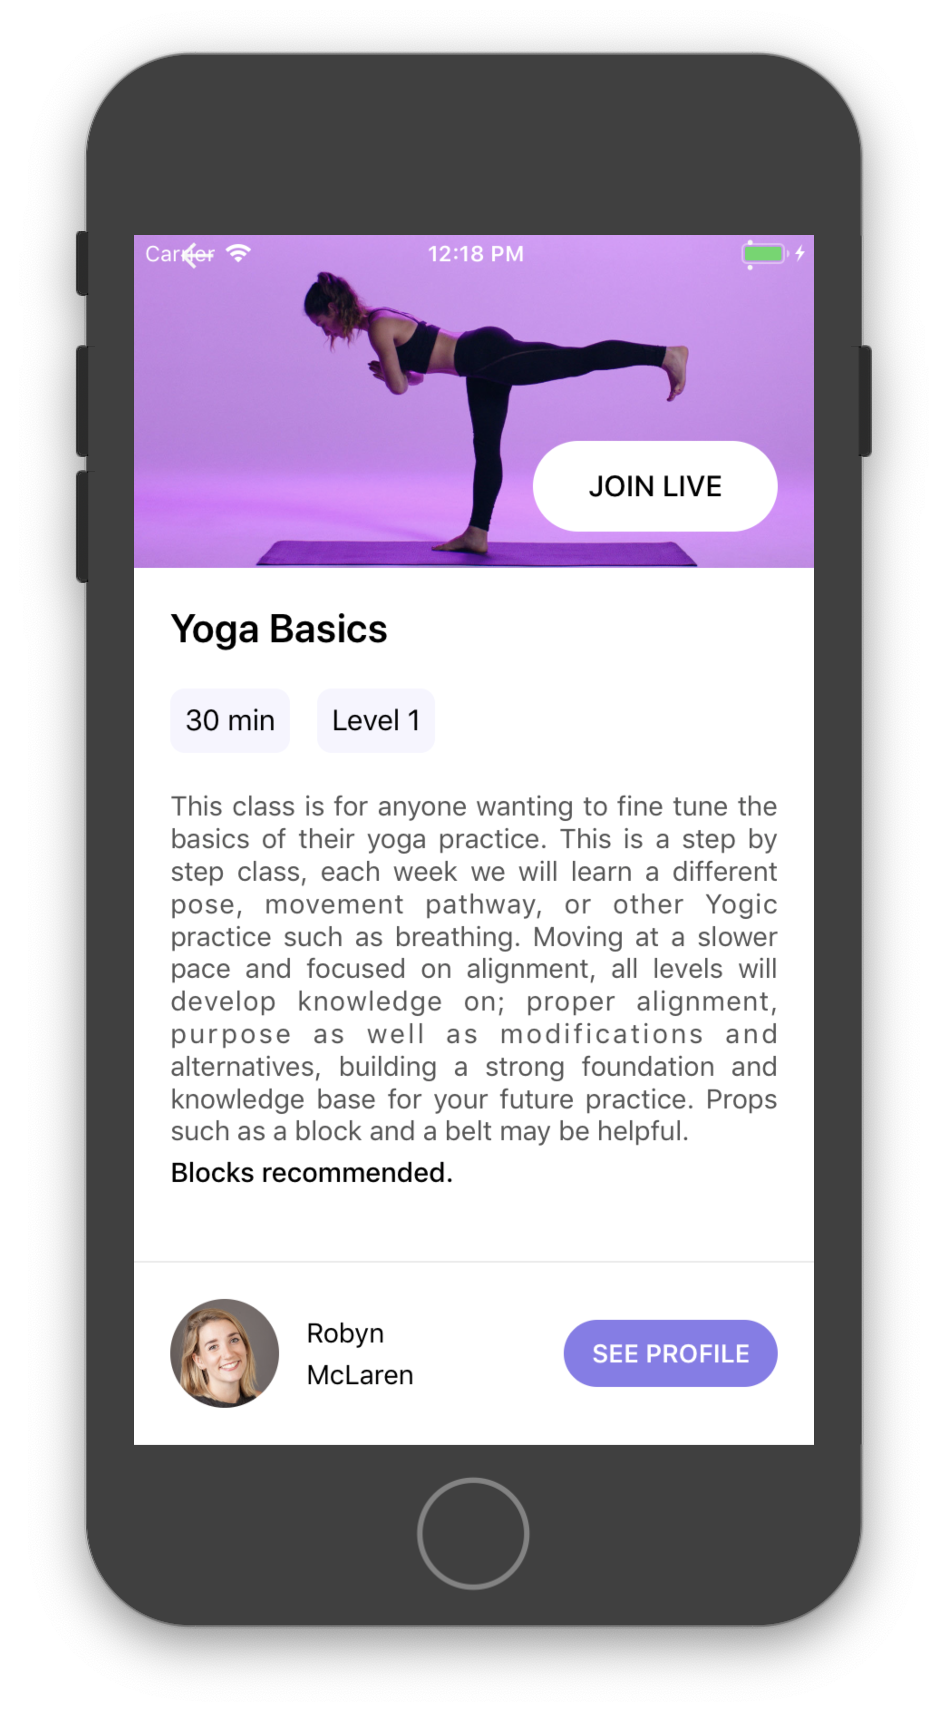 Carrier 12:18 PM
JOIN LIVE
Yoga Basics
30 min Level 1
This class is for anyone wanting to fine tune the
basics of their yoga practice. This is a step by
step class, each week we will learn a different
pose, movement pathway, or other Yogic
practice such as breathing. Moving at a slower
pace and focused on alignment, all levels will
develop knowledge on; proper alignment,
purpose as well as modifications and
alternatives, building a strong foundation and
knowledge base for your future practice. Props
such as a block and a belt may be helpful.
Blocks recommended.
Robyn
McLaren
SEE PROFILE